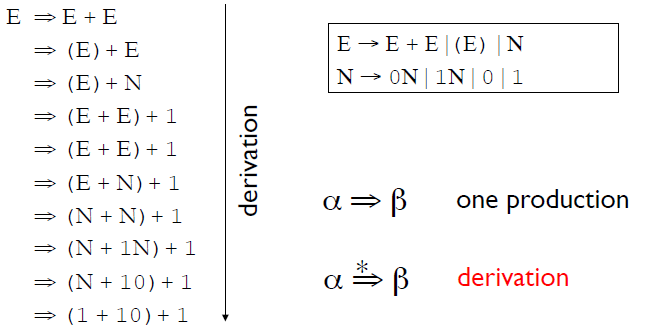 E ⇒ E + E
⇒ (E) + E
⇒ (E) + N
⇒ (E + E) + 1
⇒ (E + E) + 1
⇒ (E + N) + 1
⇒ (N + N) + 1
⇒ (N + 1N) + 1
⇒ (N + 10) + 1
⇒ (1 + 10) + 1
derivation
E → E + E | (E) | N
N → 0N | 1N | 0 | 1
α ⇒ β one production
α ⇒* β derivation